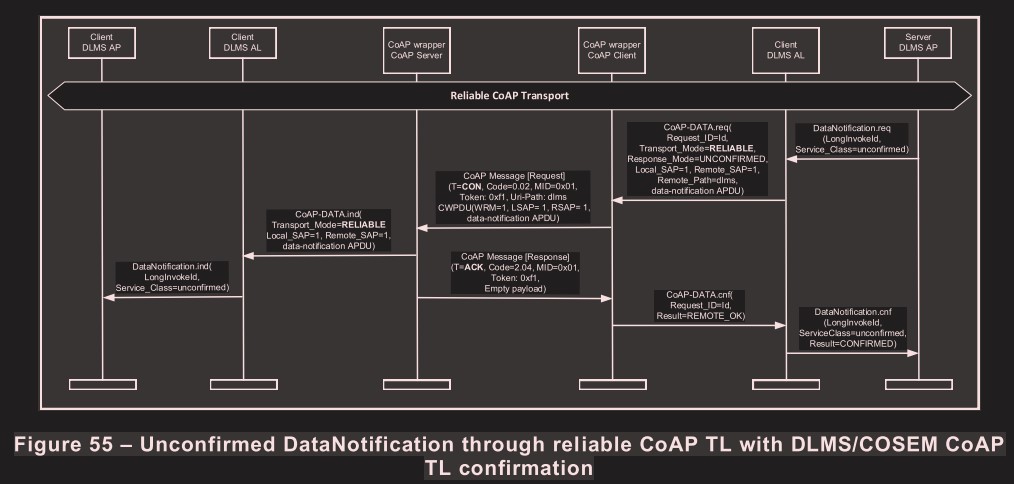 Client
DLMS AP
Client
DLMS AL
CoAP wrapper
CoAP Server
CoAP wrapper
CoAP Client
Client
DLMS AL
Server
DLMS AP
Reliable CoAP Transport
DataNotification.req
(LongInvokeId,
Service_Class=unconfirmed)
CoAP-DATA.req(
Request_ID=Id,
Transport_Mode=RELIABLE,
Response_Mode=UNCONFIRMED,
Local_SAP=1, Remote_SAP=1,
Remote_Path=dlms,
data-notification APDU)
CoAP Message [Request]
(T=CON, Code=0.02, MID=0x01,
Token: 0xf1, Uri-Path: dlms
CWPDU(WRM=1, LSAP= 1, RSAP= 1,
data-notification APDU)
CoAP-DATA.ind(
Transport_Mode=RELIABLE
Local_SAP=1, Remote_SAP=1,
data-notification APDU)
DataNotification.ind(
LongInvokeId,
Service_Class=unconfirmed)
CoAP Message [Response]
(T=ACK, Code=2.04, MID=0x01,
Token: 0xf1,
Empty payload)
CoAP-DATA.cnf(
Request_ID=Id,
Result=REMOTE_OK)
DataNotification.cnf
(LongInvokeId,
ServiceClass=unconfirmed,
Result=CONFIRMED)
Figure 55 – Unconfirmed DataNotification through reliable CoAP TL with DLMS/COSEM CoAP
TL confirmation